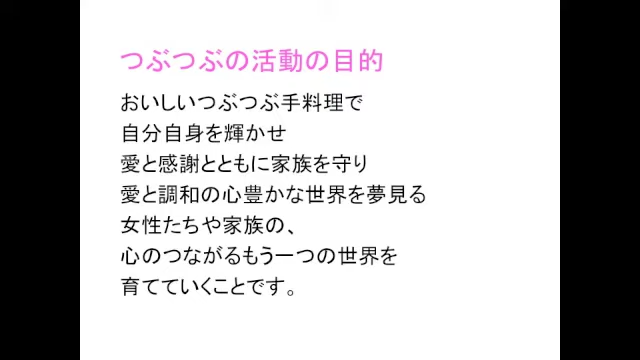 つぶつぶの活動の目的
おいしいつぶつぶ手料理で
自分自身を輝かせ
愛と感謝とともに家族を守り
愛と調和の心豊かな世界を夢見る
女性たちや家族の、
心のつながるもう一つの世界を
育てていくことです。